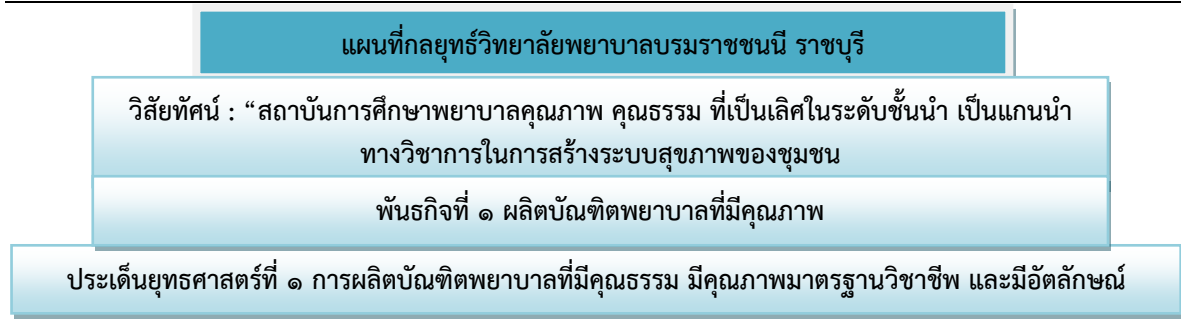 แผนที่กลยุทธ์วิทยาลัยพยาบาลบรมราชชนนี ราชบุรี
วิสัยทัศน์ : “สถาบันการศึกษาพยาบาลคุณภาพ คุณธรรม ที่เป็นเลิศในระดับชั้นนำ เป็นแกนนำ
ทางวิชาการในการสร้างระบบสุขภาพของชุมชน
พันธกิจที่ ๑ ผลิตบัณฑิตพยาบาลที่มีคุณภาพ
ประเด็นยุทธศาสตร์ที่ ๑ การผลิตบัณฑิตพยาบาลที่มีคุณธรรม มีคุณภาพมาตรฐานวิชาชีพ และมีอัตลักษณ์